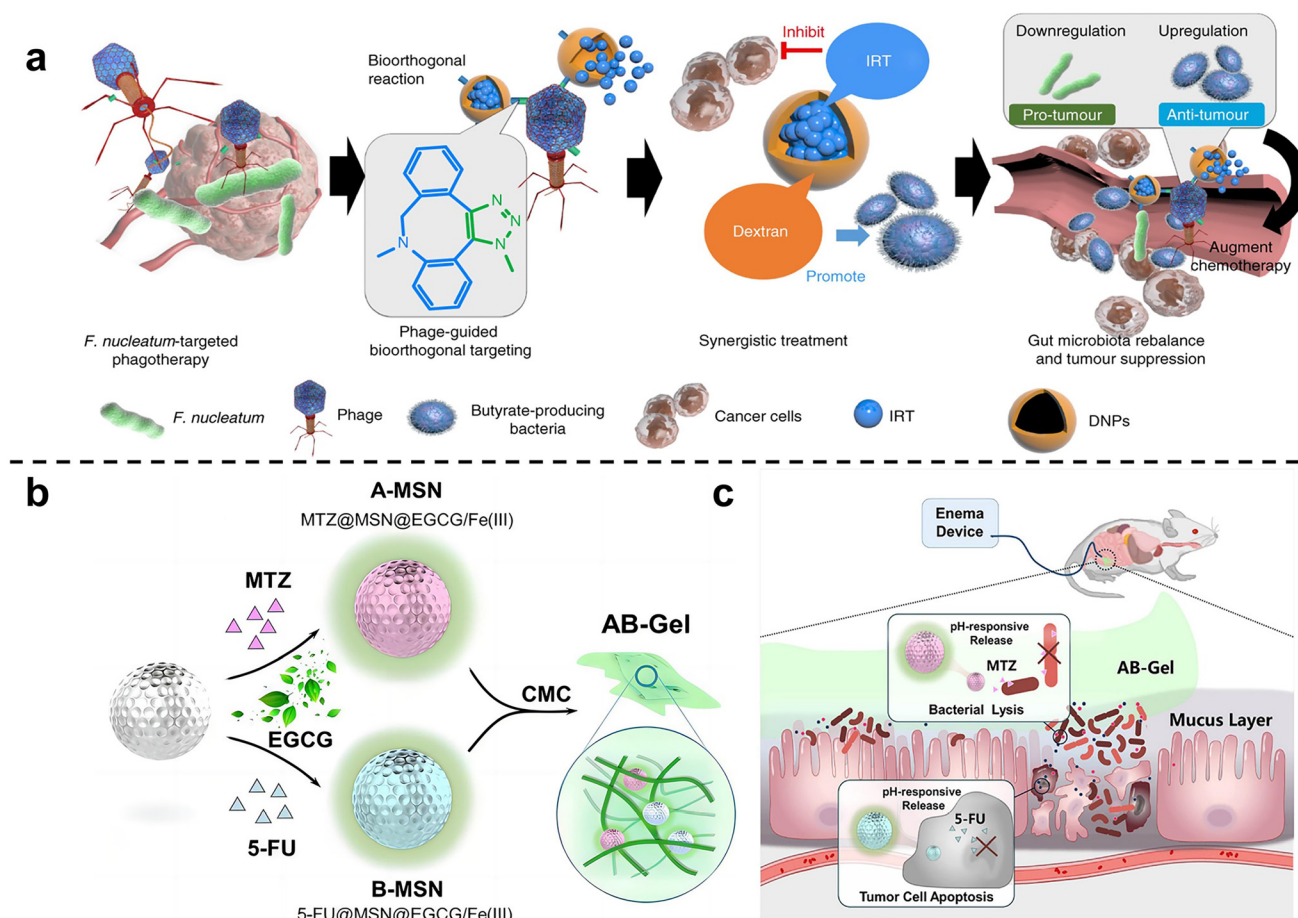 a
Bioorthogonal
reaction
N
N
N
N
Phage-guided
bioorthogonal targeting
F. nucleatum-targeted
phagotherapy
Inhibit
IRT
Dextran
Promote
Synergistic treatment
Downregulation
Upregulation
Pro-tumour
Anti-tumour
Augment
chemotherapy
Gut microbiota rebalance
and tumour suppression
F. nucleatum
Phage
Butyrate-producing
bacteria
Cancer cells
IRT
DNPs
b
A-MSN
MTZ@MSN@EGCG/Fe(III)
MTZ
EGCG
5-FU
B-MSN
5-FU@MSN@EGCG/Fe(III)
CMC
AB-Gel
c
Enema
Device
pH-responsive
Release
MTZ
Bacterial Lysis
AB-Gel
Mucus Layer
pH-responsive
Release
5-FU
Tumor Cell Apoptosis